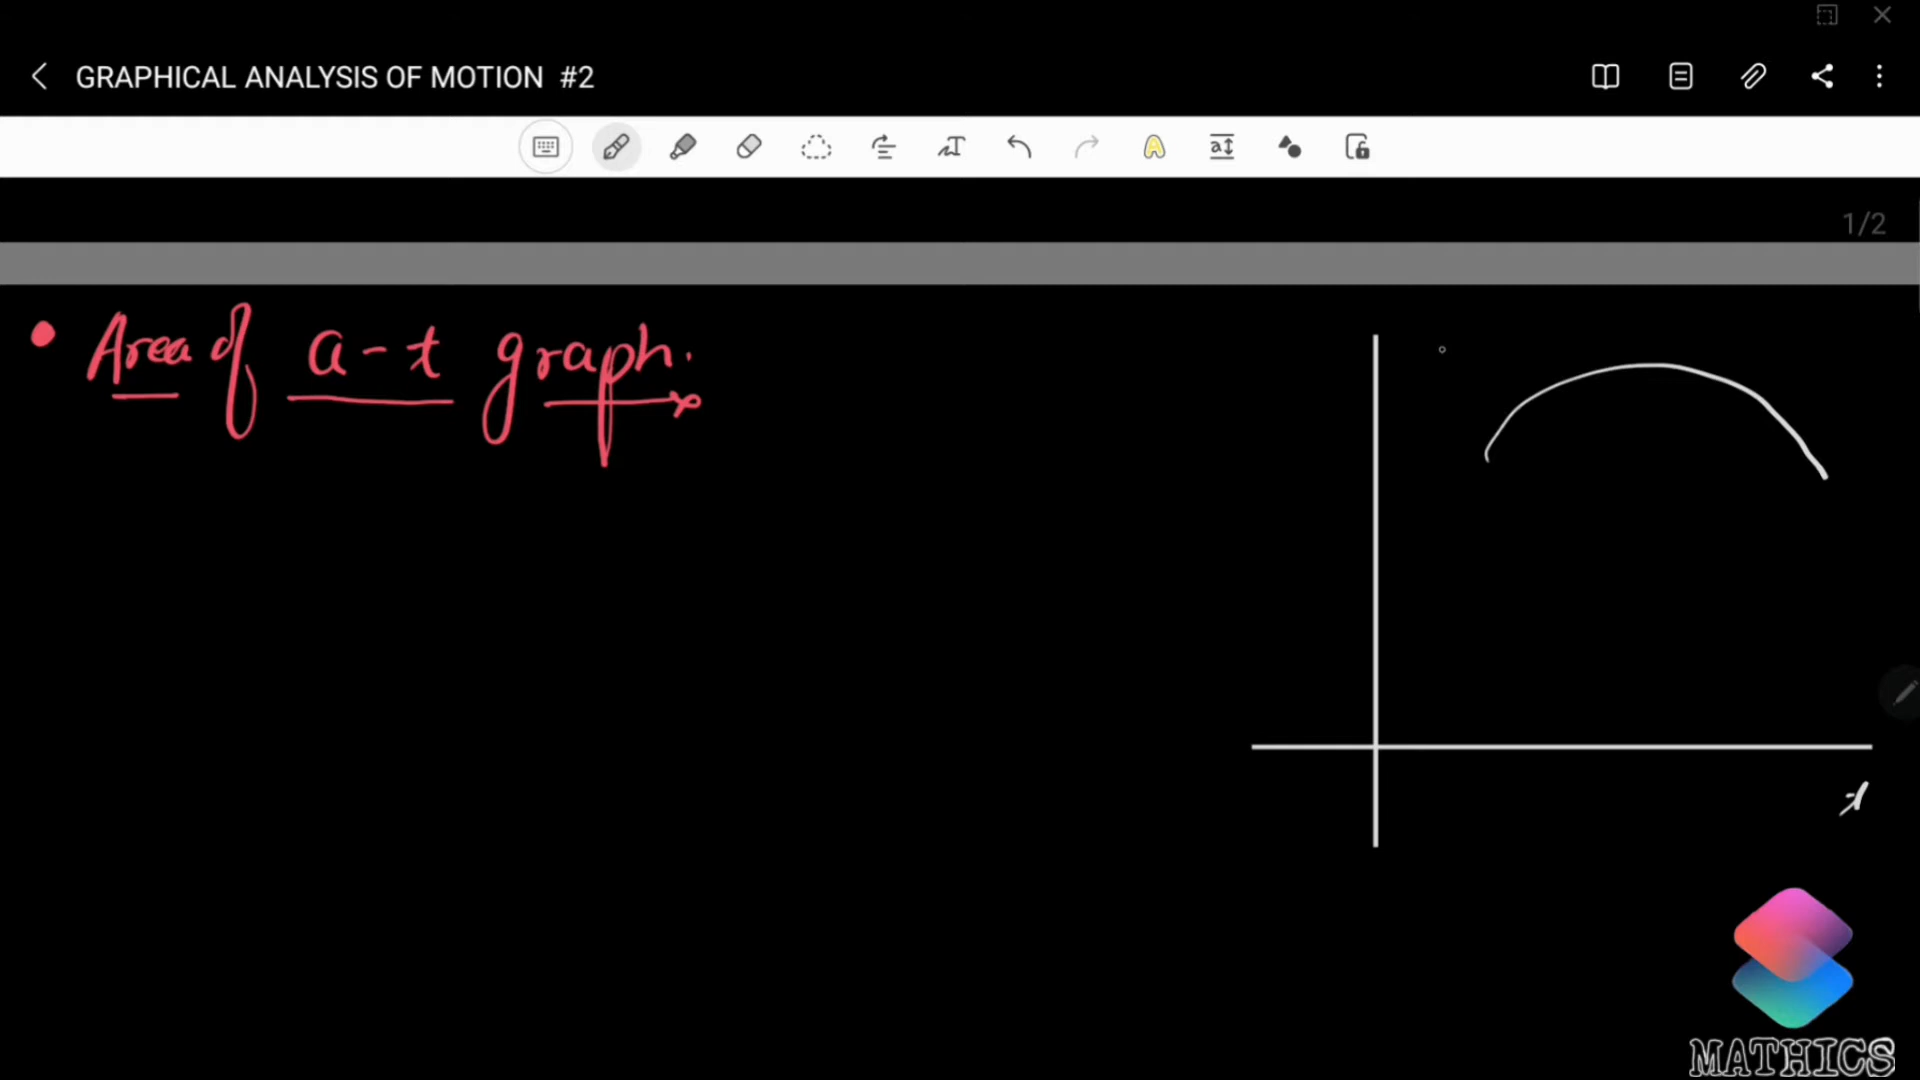 GRAPHICAL ANALYSIS OF MOTION #2
1/2
• Area of a-t graph.
MATHICS